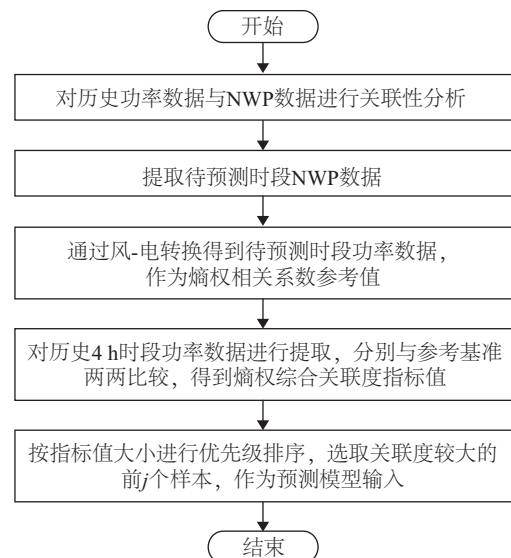 开始
对历史功率数据与NWP数据进行关联性分析
提取待预测时段NWP数据
通过风-电转换得到待预测时段功率数据，
作为熵权相关系数参考值
对历史4 h时段功率数据进行提取，分别与参考基准
两两比较，得到熵权综合关联度指标值
按指标值大小进行优先级排序，选取关联度较大的
前j个样本，作为预测模型输入
结束